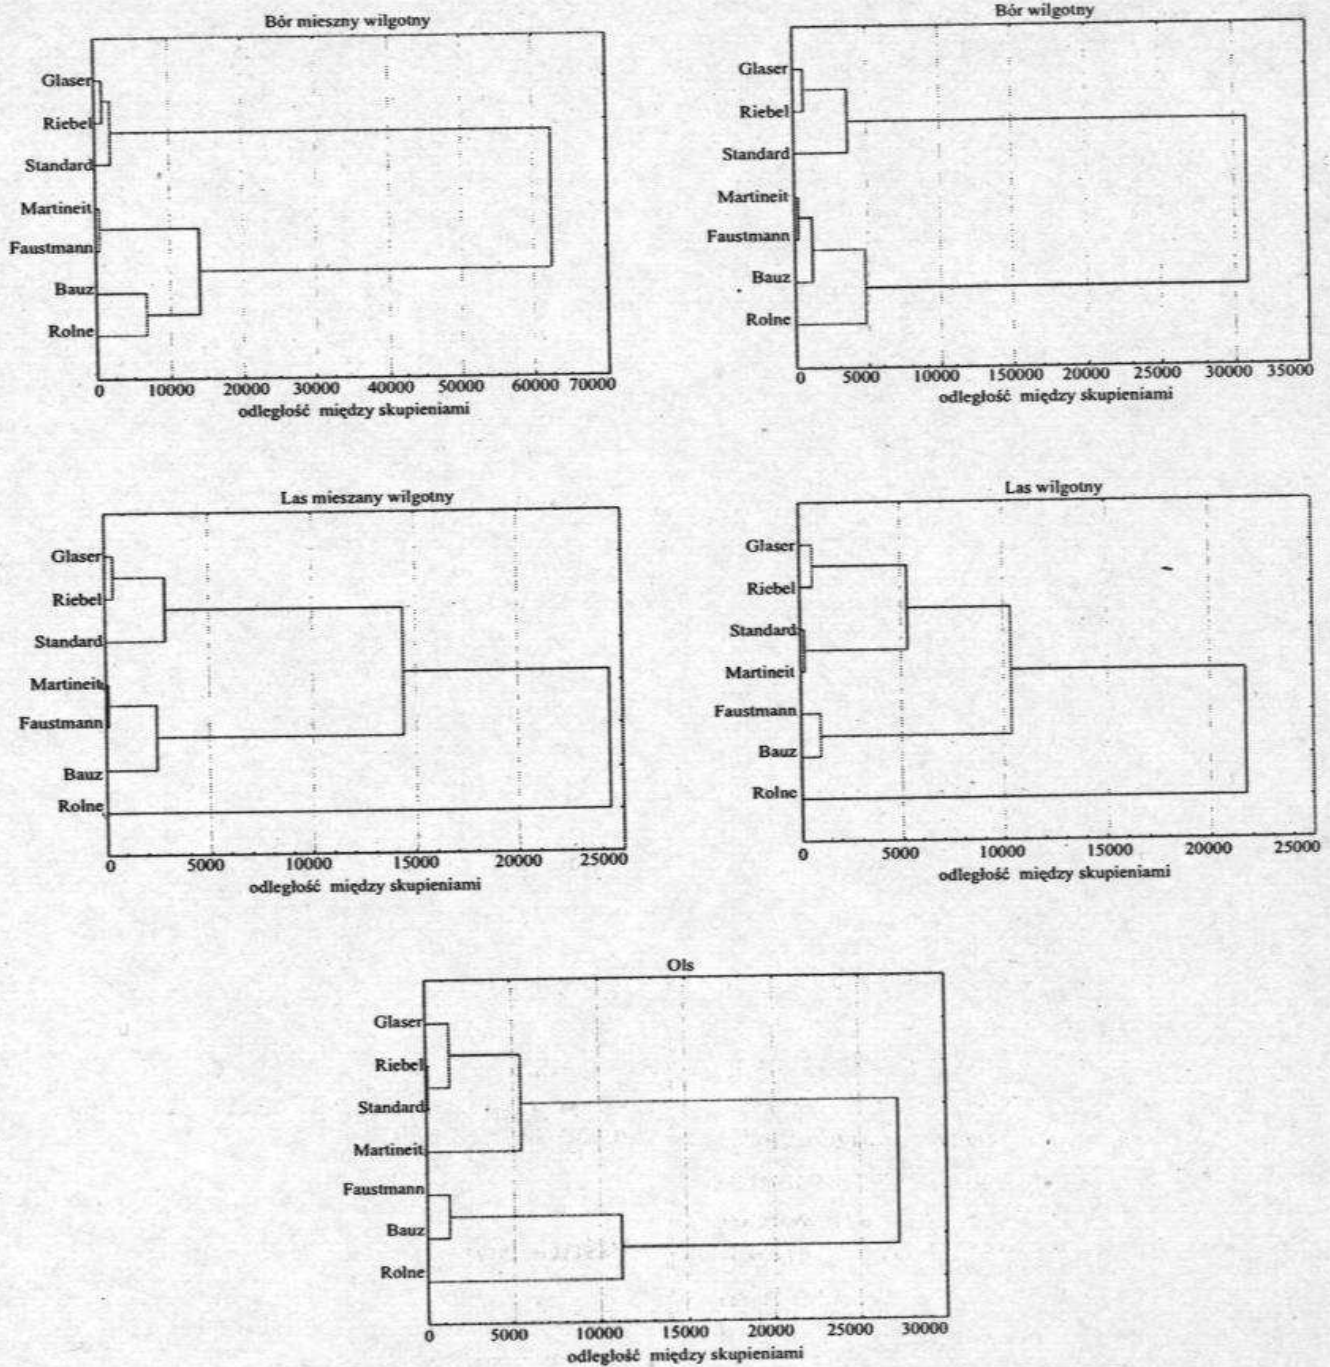 Bór mieszny wilgotny
Glaser
Riebel
Standard
Martineit
Faustmann
Bauz
Rolne
0 10000 20000 30000 40000 50000 60000 70000
odległość między skupieniami
Bór wilgotny
Glaser
Riebel
Standard
Martineit
Faustmann
Bauz
Rolne
0 5000 10000 150000 20000 25000 30000 35000
odległość między skupieniami
Las mieszany wilgotny
Glaser
Riebel
Standard
Martineit
Faustmann
Bauz
Rolne
0 5000 10000 15000 20000 25000
odległość między skupieniami
Las wilgotny
Glaser
Riebel
Standard
Martineit
Faustmann
Bauz
Rolne
0 5000 10000 15000 20000 25000
odległość między skupieniami
Ols
Glaser
Riebel
Standard
Martineit
Faustmann
Bauz
Rolne
0 5000 10000 15000 20000 25000 30000
odległość między skupieniami